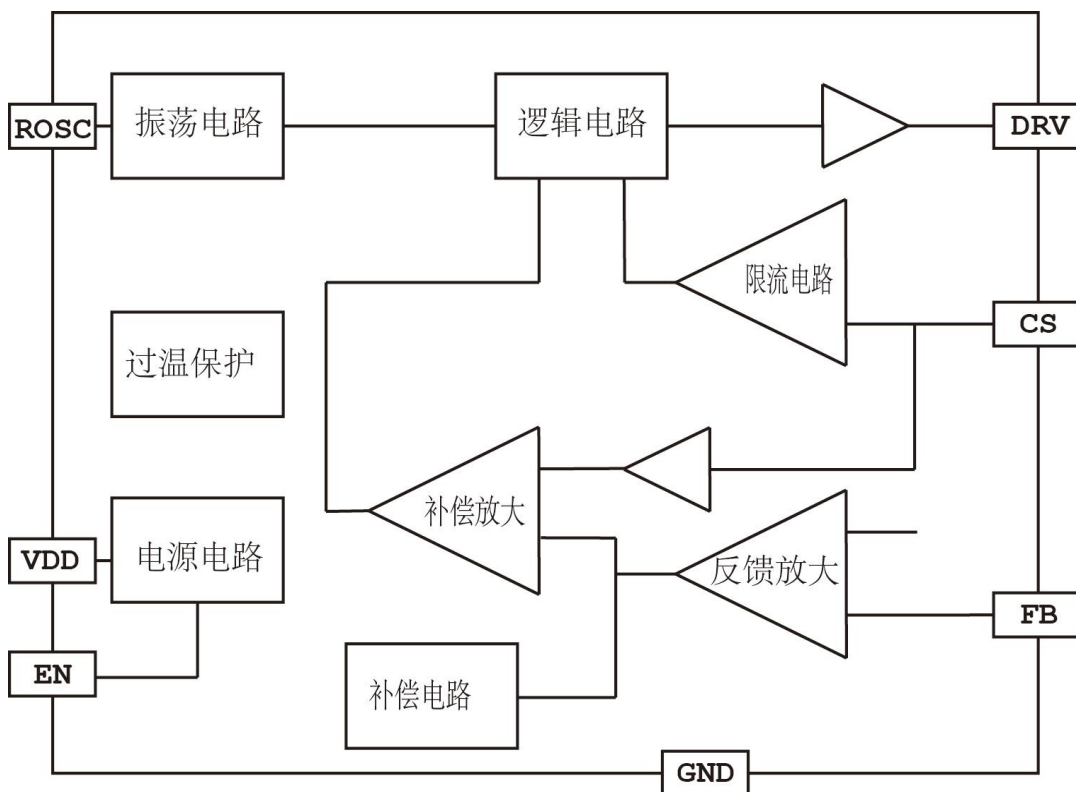 ROSC
振荡电路
逻辑电路
DRV
限流电路
CS
过温保护
补偿放大
VDD
电源电路
反馈放大
FB
EN
补偿电路
GND